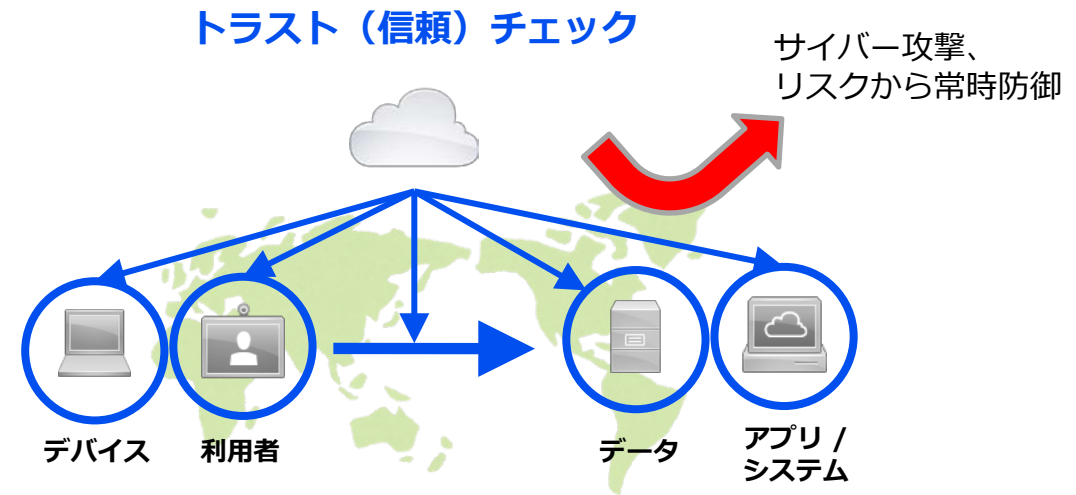 トラスト（信頼）チェック
サイバー攻撃、
リスクから常時防御
デバイス
利用者
データ
アプリ /
システム